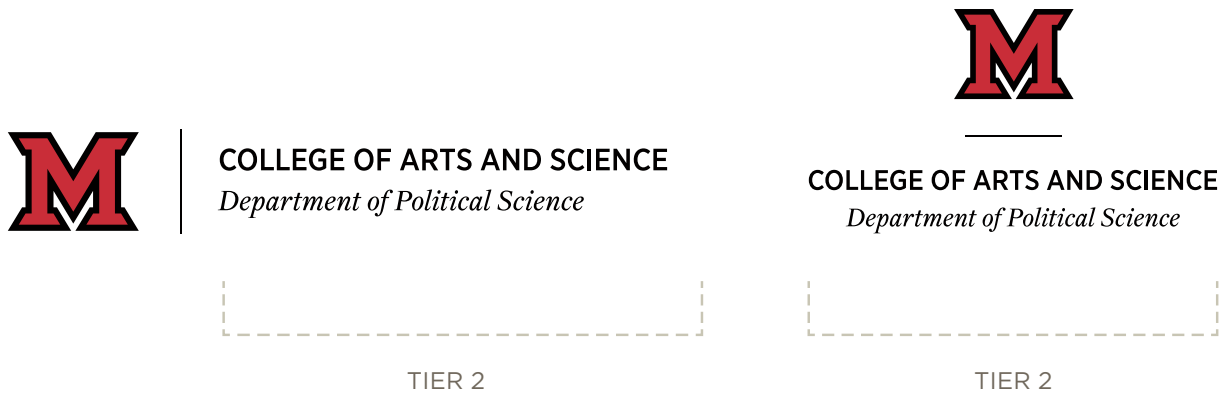 M
COLLEGE OF ARTS AND SCIENCE
Department of Political Science
TIER 2
M
COLLEGE OF ARTS AND SCIENCE
Department of Political Science
TIER 2